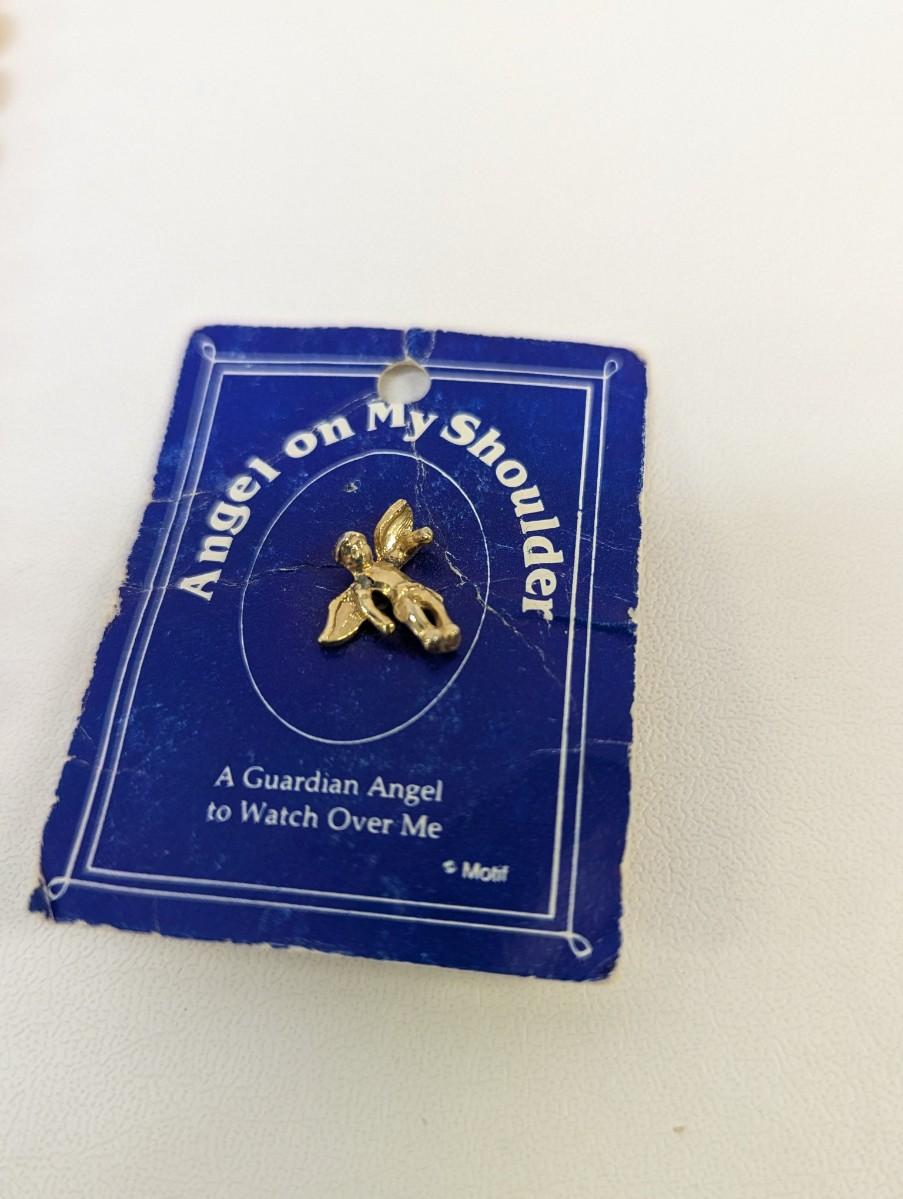 Angel on My Shoulder
A Guardian Angel
to Watch Over Me
© Motif